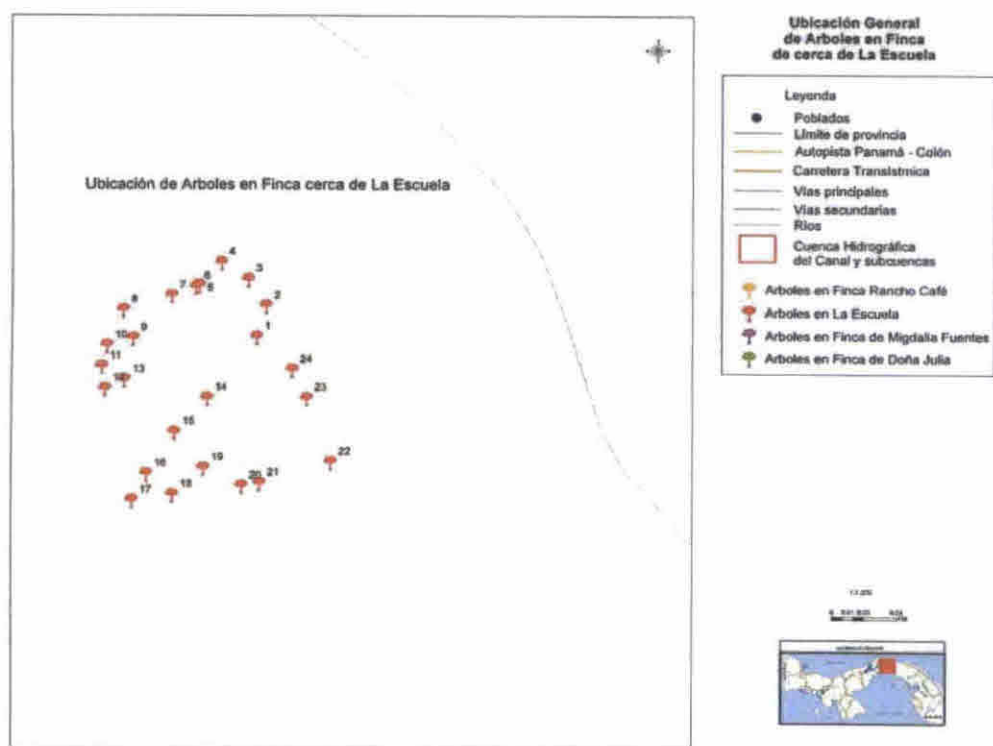 Ubicación General
de Arboles en Finca
de cerca de La Escuela
Leyenda
Poblados
Límite de provincia
Autopista Panamá - Colón
Carretera Transístmica
Vías principales
Vías secundarias
Ríos
Cuenca Hidrográfica
del Canal y subcuencas
Arboles en Finca Rancho Café
Arboles en La Escuela
Arboles en Finca de Migdalia Fuentes
Arboles en Finca de Doña Julia
Ubicación de Arboles en Finca cerca de La Escuela
4
3
6
5
7
2
8
1
9
10
11
24
13
12
14
23
15
22
19
16
21
20
18
17